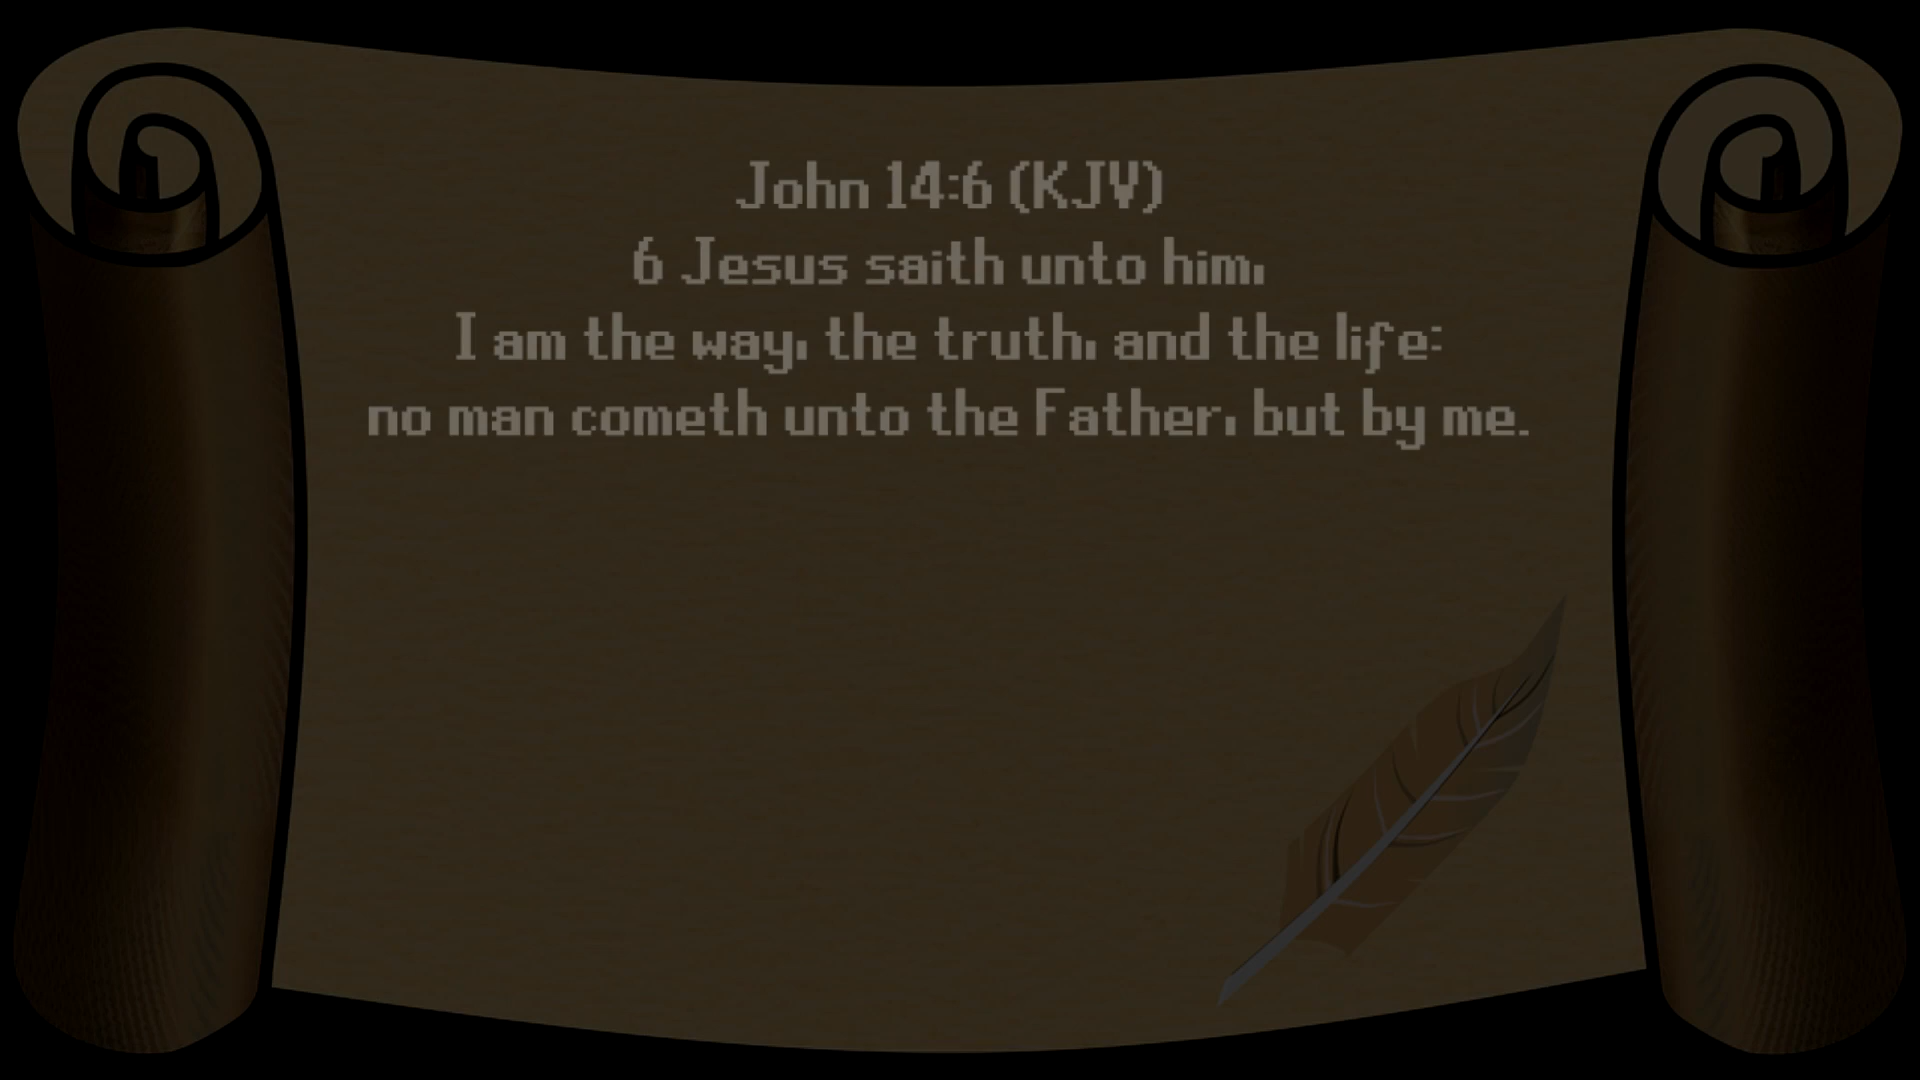 John 14:6 (KJV)
6 Jesus saith unto him,
I am the way, the truth, and the life:
no man cometh unto the Father, but by me.